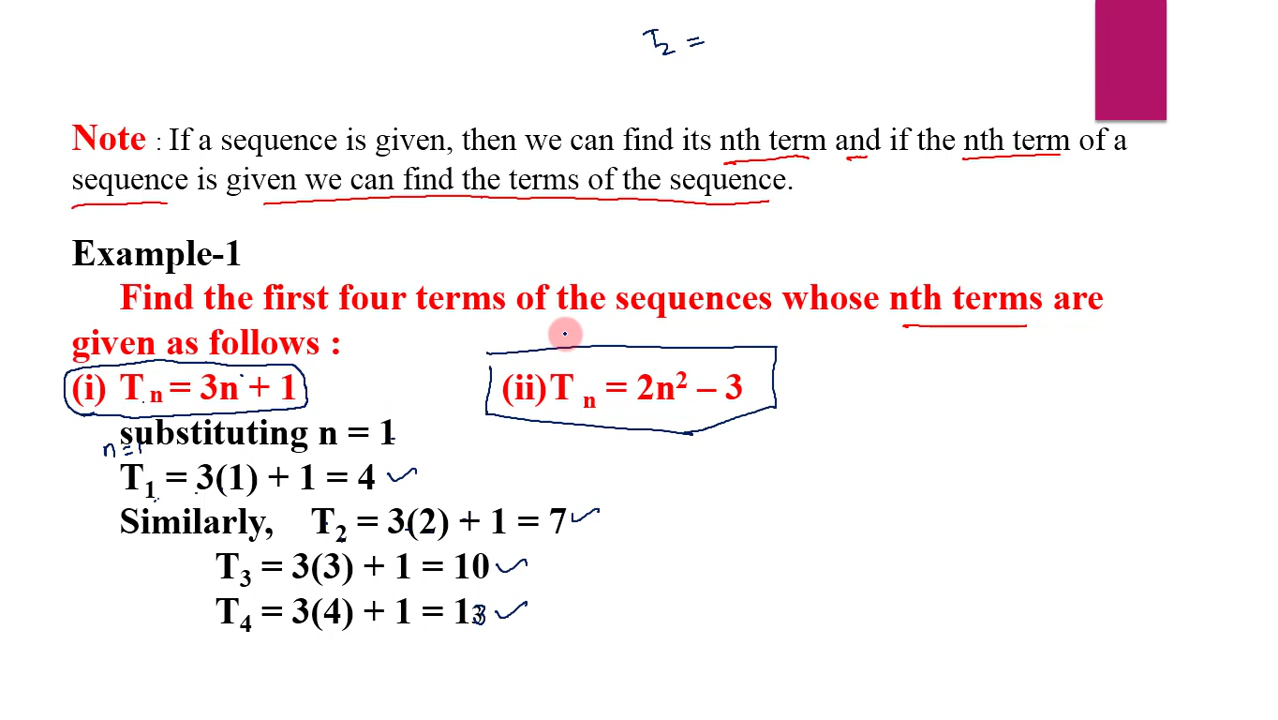 T₂ =
Note : If a sequence is given, then we can find its nth term and if the nth term of a
sequence is given we can find the terms of the sequence.
Example-1
Find the first four terms of the sequences whose nth terms are
given as follows :
(i) Tₙ = 3n + 1 (ii) T ₙ = 2n² – 3
substituting n = 1
n = 1
T₁ = 3(1) + 1 = 4
Similarly, T₂ = 3(2) + 1 = 7
T₃ = 3(3) + 1 = 10
T₄ = 3(4) + 1 = 13